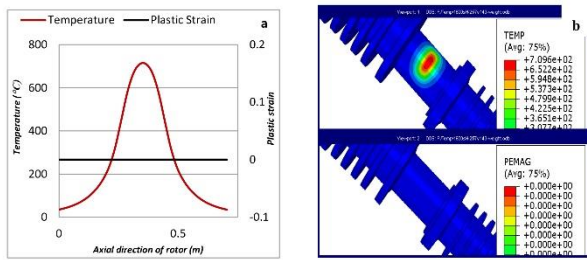 Temperature
Plastic Strain
a
800
600
400
200
0
Temperature (°C)
0.2
0.1
0
-0.1
Plastic strain
0
0.5
Axial direction of rotor (m)
b
TEMP
(Avg: 75%)
+7.096e+02
+6.522e+02
+5.948e+02
+5.373e+02
+4.799e+02
+4.225e+02
+3.651e+02
+3.077e+02
PEMAG
(Avg: 75%)
+0.000e+00
+0.000e+00
+0.000e+00
+0.000e+00
+0.000e+00
+0.000e+00
+0.000e+00